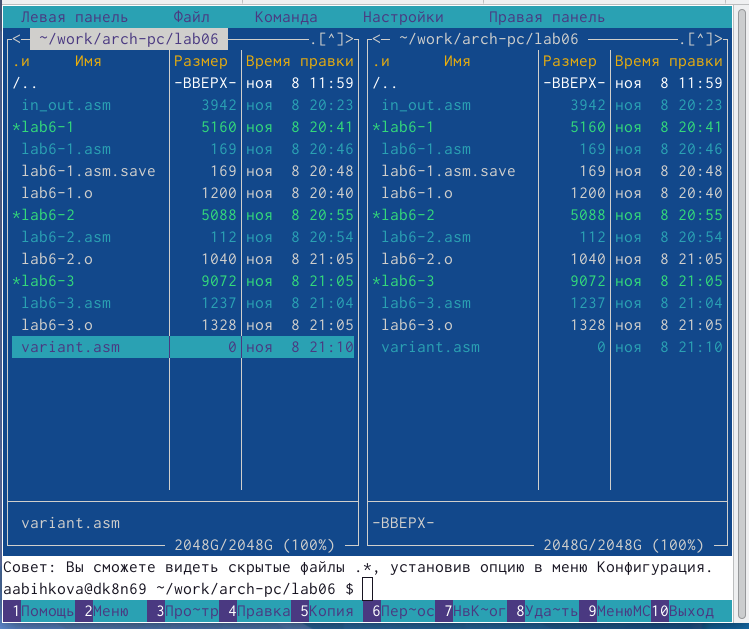 Левая панель Файл Команда Настройки Правая панель
<─ ~/work/arch-pc/lab06 .[^]> <─ ~/work/arch-pc/lab06 .[^]>
.и Имя Размер Время правки .и Имя Размер Время правки
/.. -ВВЕРХ- ноя 8 11:59 /.. -ВВЕРХ- ноя 8 11:59
in_out.asm 3942 ноя 8 20:23 in_out.asm 3942 ноя 8 20:23
*lab6-1 5160 ноя 8 20:41 *lab6-1 5160 ноя 8 20:41
lab6-1.asm 169 ноя 8 20:46 lab6-1.asm 169 ноя 8 20:46
lab6-1.asm.save 169 ноя 8 20:48 lab6-1.asm.save 169 ноя 8 20:48
lab6-1.o 1200 ноя 8 20:40 lab6-1.o 1200 ноя 8 20:40
*lab6-2 5088 ноя 8 20:55 *lab6-2 5088 ноя 8 20:55
lab6-2.asm 112 ноя 8 20:54 lab6-2.asm 112 ноя 8 20:54
lab6-2.o 1040 ноя 8 21:05 lab6-2.o 1040 ноя 8 21:05
*lab6-3 9072 ноя 8 21:05 *lab6-3 9072 ноя 8 21:05
lab6-3.asm 1237 ноя 8 21:04 lab6-3.asm 1237 ноя 8 21:04
lab6-3.o 1328 ноя 8 21:05 lab6-3.o 1328 ноя 8 21:05
variant.asm 0 ноя 8 21:10 variant.asm 0 ноя 8 21:10
variant.asm -ВВЕРХ-
2048G/2048G (100%) 2048G/2048G (100%)
Совет: Вы сможете видеть скрытые файлы .*, установив опцию в меню Конфигурация.
aabihkova@dk8n69 ~/work/arch-pc/lab06 $
1Помощь 2Меню 3Про~тр 4Правка 5Копия 6Пер~ос 7НвК~ог 8Уда~ть 9МенюMC 10Выход